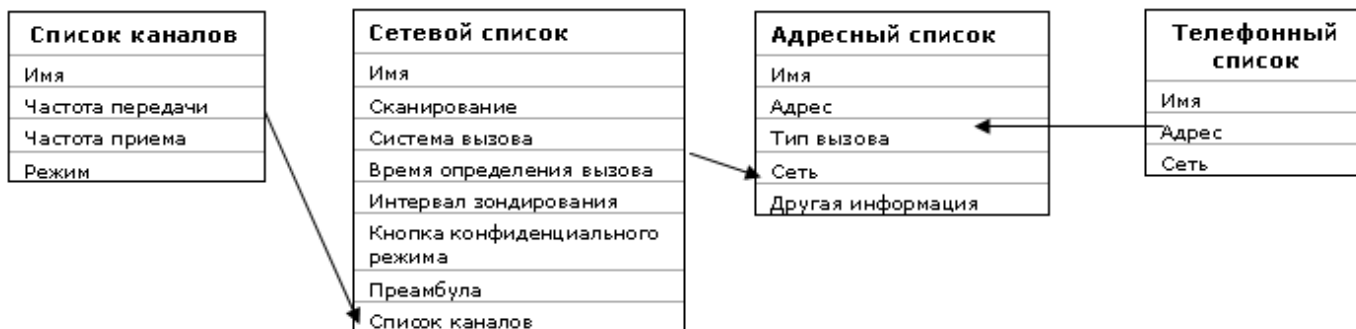 Список каналов
Имя
Частота передачи
Частота приема
Режим
Сетевой список
Имя
Сканирование
Система вызова
Время определения вызова
Интервал зондирования
Кнопка конфиденциального
режима
Преамбула
Список каналов
Адресный список
Имя
Адрес
Тип вызова
Сеть
Другая информация
Телефонный
список
Имя
Адрес
Сеть